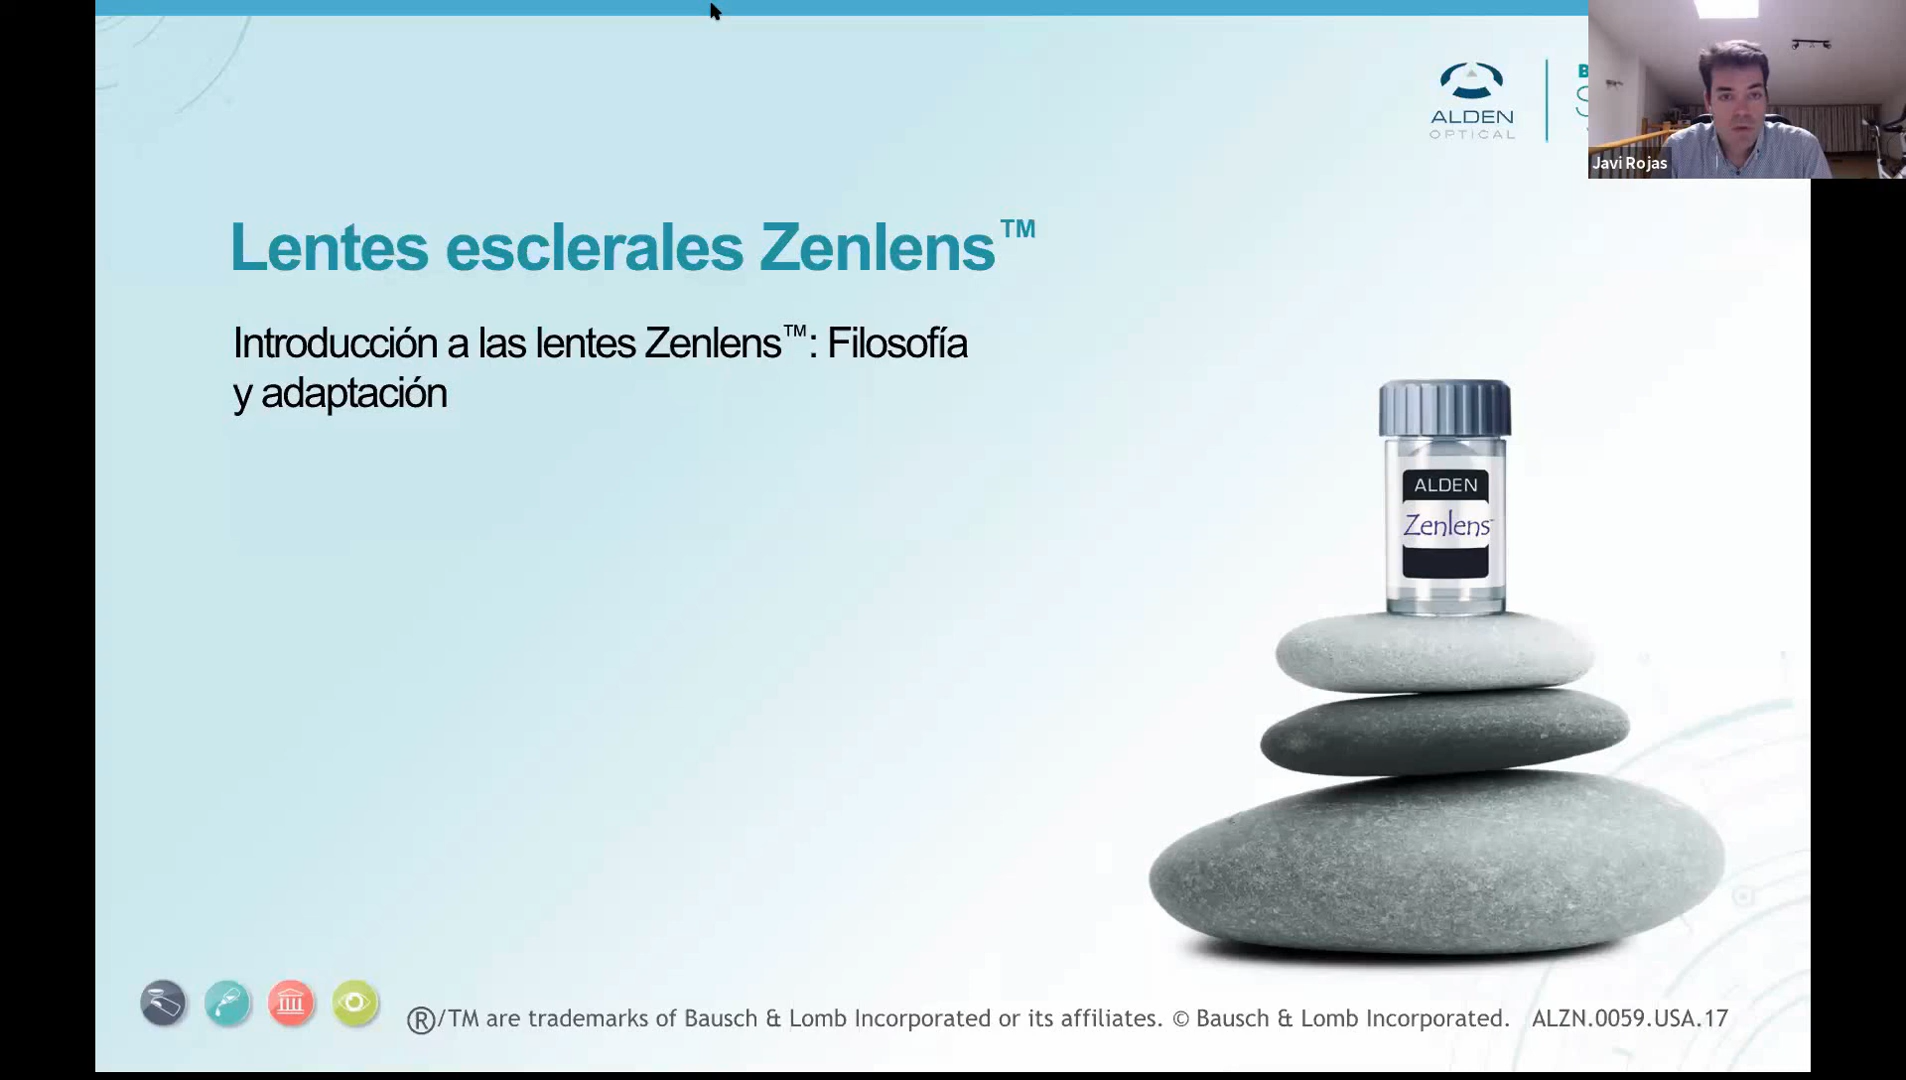 ALDEN
OPTICAL
Javi Rojas
Lentes esclerales Zenlens™
Introducción a las lentes Zenlens™: Filosofía
y adaptación
ALDEN
Zenlens™
®/TM are trademarks of Bausch & Lomb Incorporated or its affiliates. © Bausch & Lomb Incorporated. ALZN.0059.USA.17